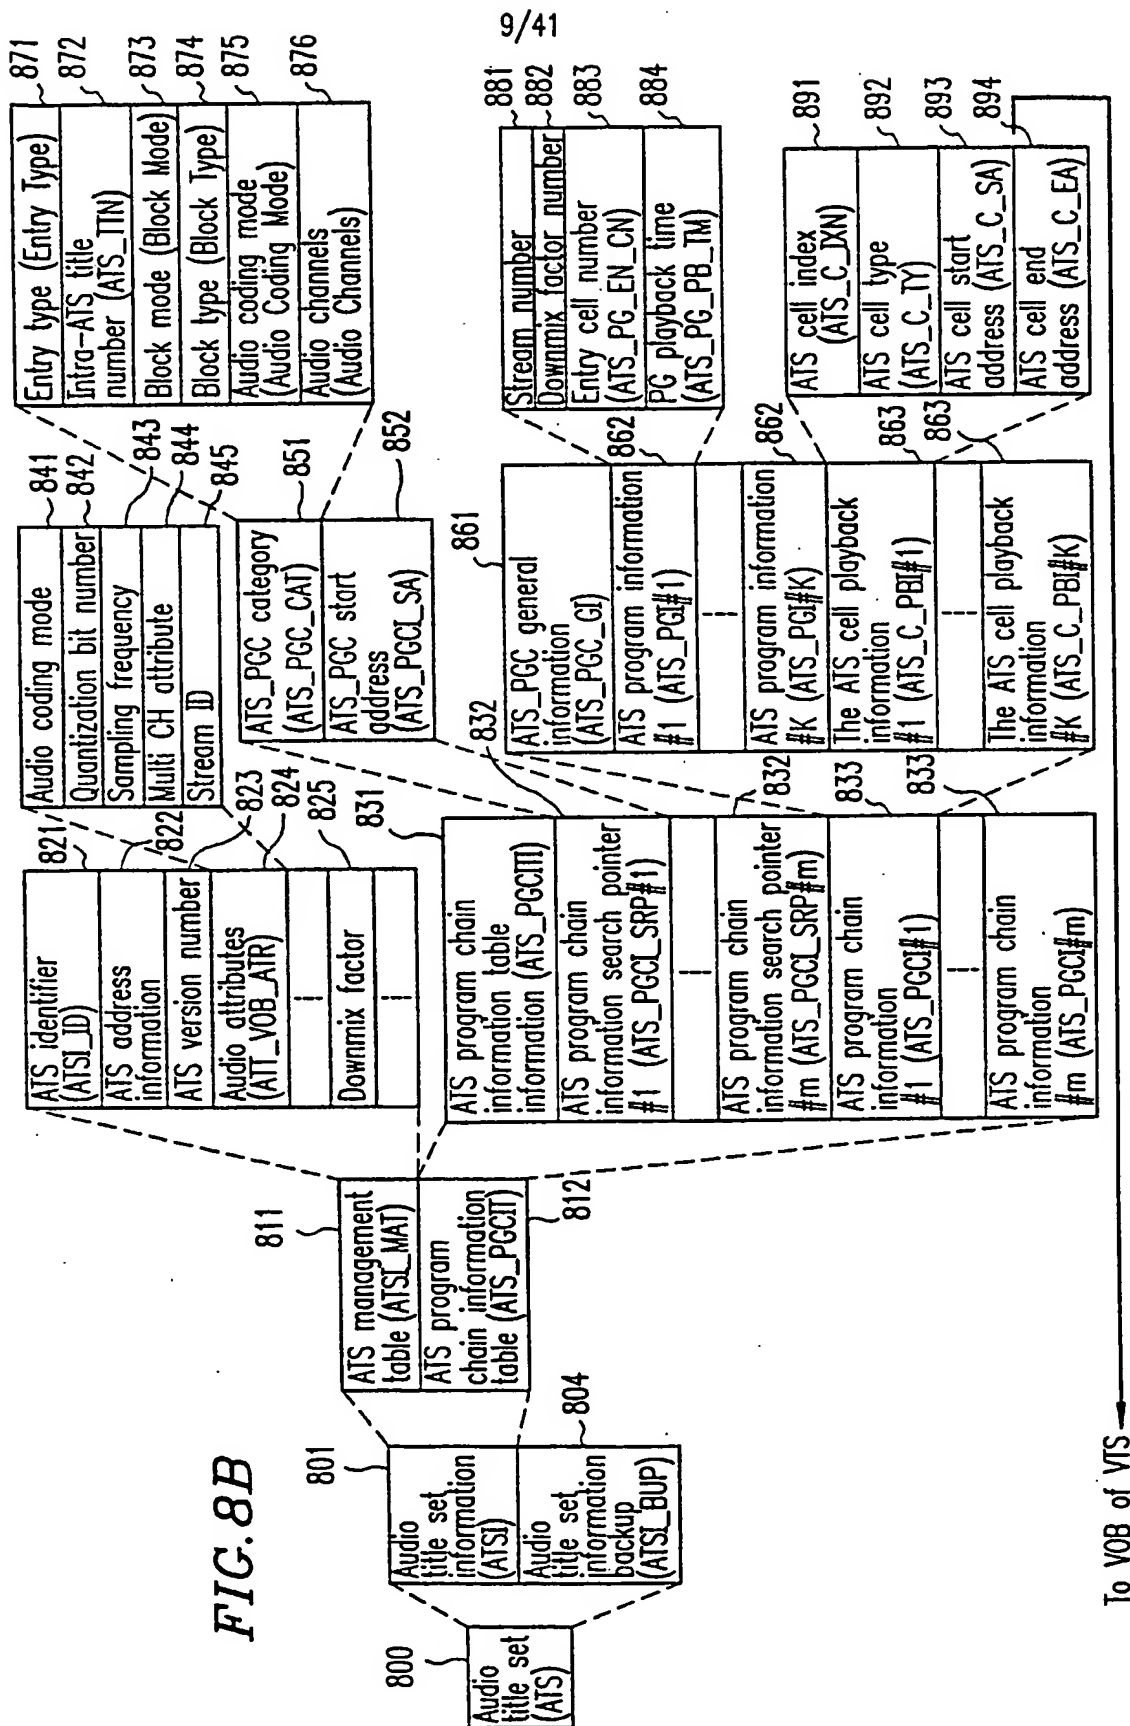 9/41
FIG.8B
800
Audio
title set
(ATS)
801
Audio
title set
information
(ATSI)
Audio
title set
information
backup
(ATSI_BUP)
804
811
ATS management
table (ATSI_MAT)
ATS program
chain information
table (ATS_PGCIT)
8121
ATS identifier
(ATSI_ID)
ATS address
information
ATS version number
Audio attributes
(ATT_VOB_ATR)
Downmix factor
821
822
823
824
825
831
ATS program chain
information table
information (ATS_PGCITI)
ATS program chain
information search pointer
#1 (ATS_PGCI_SRP#1)
ATS program chain
information search pointer
#m (ATS_PGCI_SRP#m)
ATS program chain
information
#1 (ATS_PGCI#1)
ATS program chain
information
#m (ATS_PGCI#m)
832
832
833
833
Audio coding mode
Quantization bit number
Sampling frequency
Multi CH attribute
Stream ID
841
842
843
844
845
ATS_PGC category
(ATS_PGC_CAT)
ATS_PGC start
address
(ATS_PGCI_SA)
851
852
861
ATS_PGC general
information
(ATS_PGC_GI)
ATS program information
#1 (ATS_PGI#1)
ATS program information
#K (ATS_PGI#K)
The ATS cell playback
information
#1 (ATS_C_PBI#1)
The ATS cell playback
information
#K (ATS_C_PBI#K)
862
862
863
863
Entry type (Entry Type)
Intra-ATS title
number (ATS_TTN)
Block mode (Block Mode)
Block type (Block Type)
Audio coding mode
(Audio Coding Mode)
Audio channels
(Audio Channels)
871
872
873
874
875
876
Stream number
Downmix factor number
Entry cell number
(ATS_PG_EN_CN)
PG playback time
(ATS_PG_PB_TM)
881
882
883
884
ATS cell index
(ATS_C_IXN)
ATS cell type
(ATS_C_TY)
ATS cell start
address (ATS_C_SA)
ATS cell end
address (ATS_C_EA)
891
892
893
894
To VOB of VTS